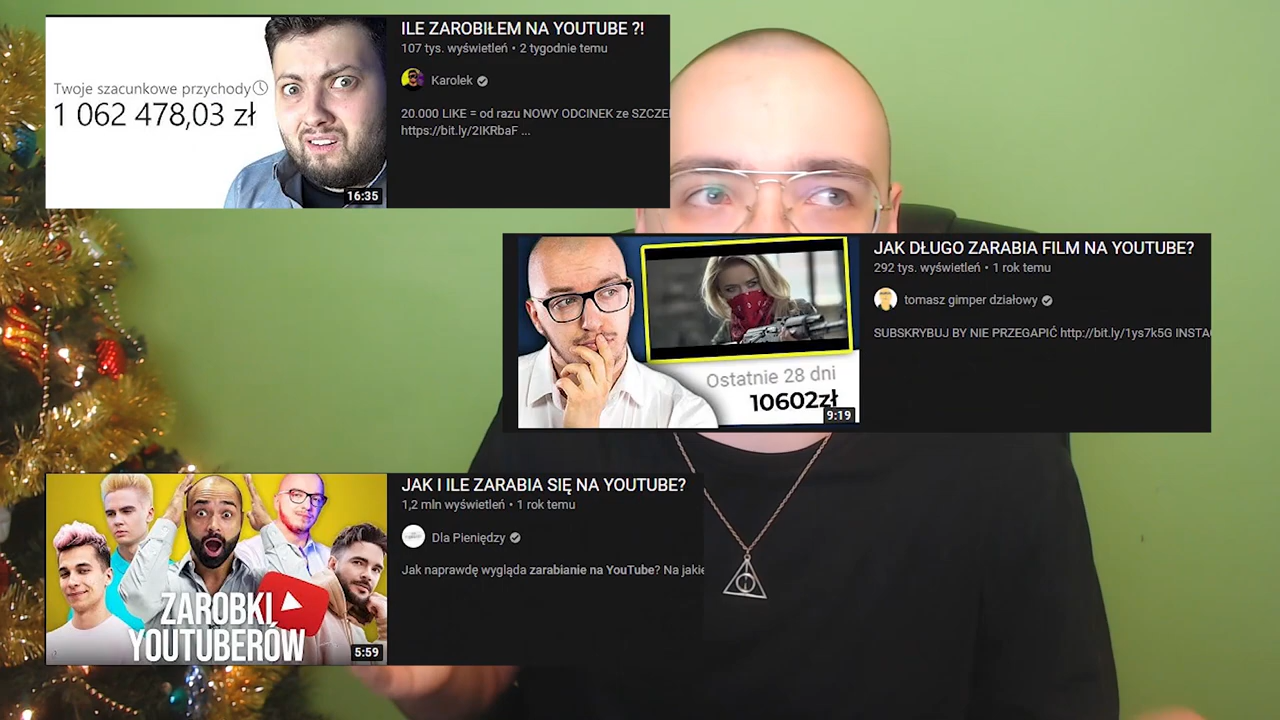 ILE ZAROBIŁEM NA YOUTUBE ?!
107 tys. wyświetleń • 2 tygodnie temu
Karolek
20.000 LIKE = od razu NOWY ODCINEK ze SZCZE
https://bit.ly/2IKRbaF ...
Twoje szacunkowe przychody
1 062 478,03 zł
16:35
JAK DŁUGO ZARABIA FILM NA YOUTUBE?
292 tys. wyświetleń • 1 rok temu
tomasz gimper działowy
SUBSKRYBUJ BY NIE PRZEGAPIĆ http://bit.ly/1ys7k5G INSTA
Ostatnie 28 dni
10602zł
9:19
JAK I ILE ZARABIA SIĘ NA YOUTUBE?
1,2 mln wyświetleń • 1 rok temu
Dla Pieniędzy
Jak naprawdę wygląda zarabianie na YouTube? Na jakie
ZAROBKI
YOUTUBERÓW
5:59